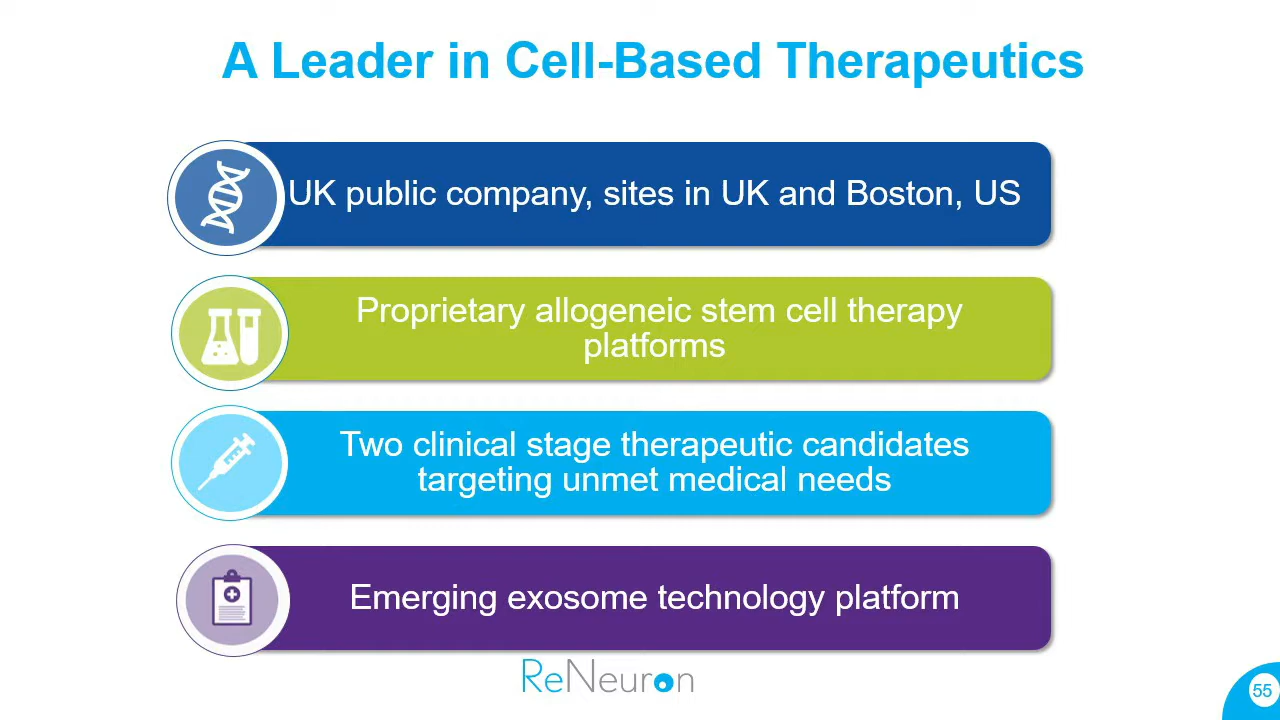 A Leader in Cell-Based Therapeutics
UK public company, sites in UK and Boston, US
Proprietary allogeneic stem cell therapy
platforms
Two clinical stage therapeutic candidates
targeting unmet medical needs
Emerging exosome technology platform
ReNeuron
55